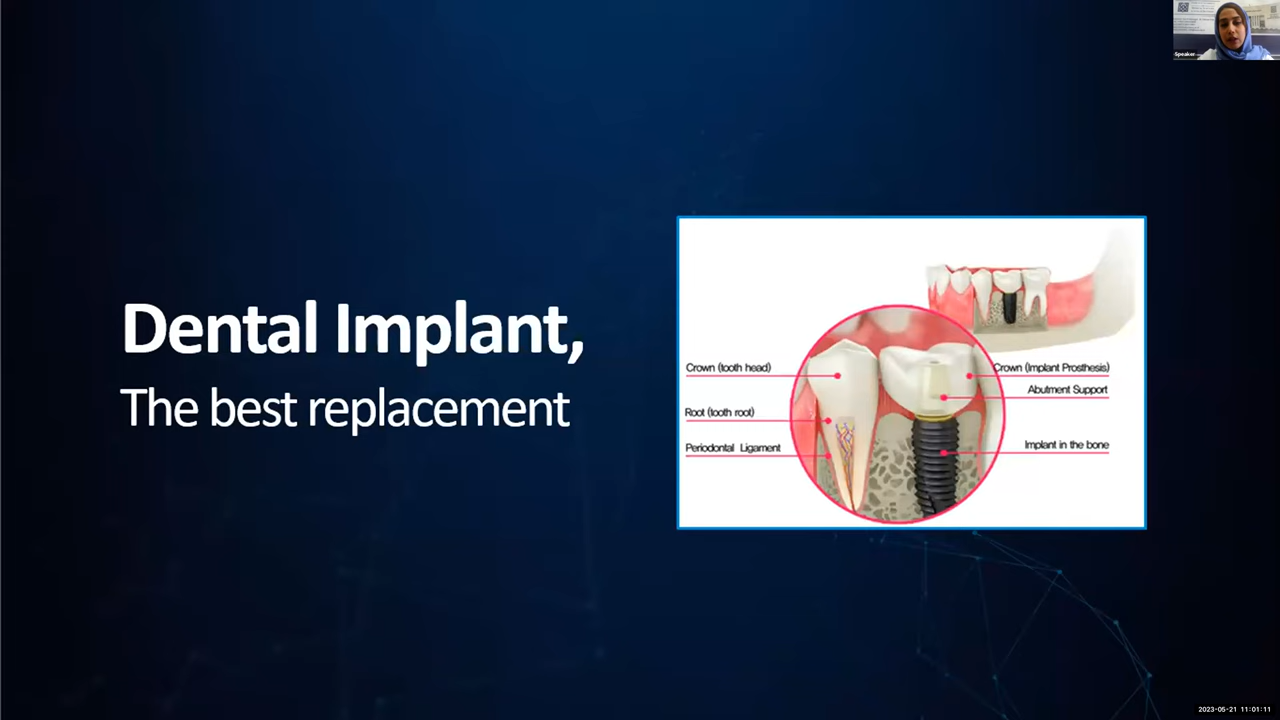 Speaker
Dental Implant,
The best replacement
Crown (tooth head)
Root (tooth root)
Periodontal Ligament
Crown (Implant Prosthesis)
Abutment Support
Implant in the bone
2023-05-21 11:01:11